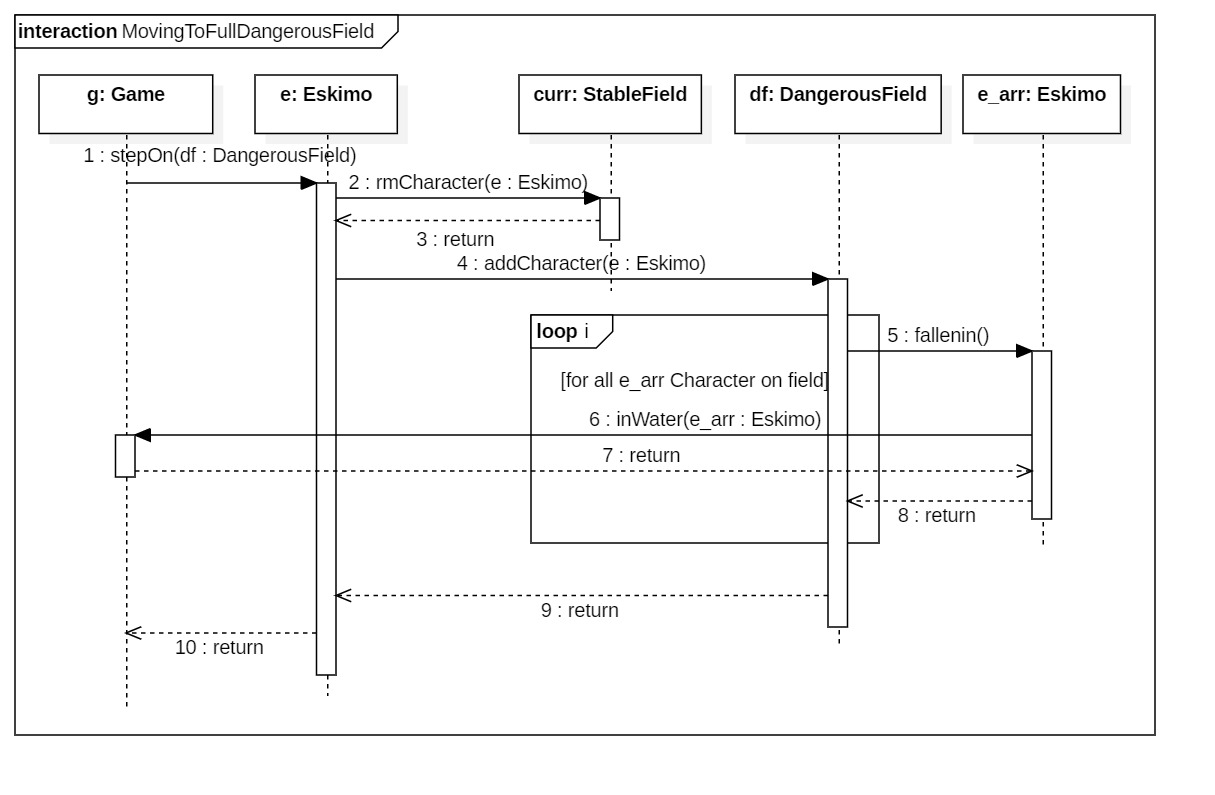 interaction MovingToFullDangerousField
g: Game
e: Eskimo
curr: StableField
df: DangerousField
e_arr: Eskimo
1 : stepOn(df : DangerousField)
2 : rmCharacter(e : Eskimo)
3 : return
4 : addCharacter(e : Eskimo)
loop i
5 : fallenin()
[for all e_arr Character on field]
6 : inWater(e_arr : Eskimo)
7 : return
8 : return
9 : return
10 : return